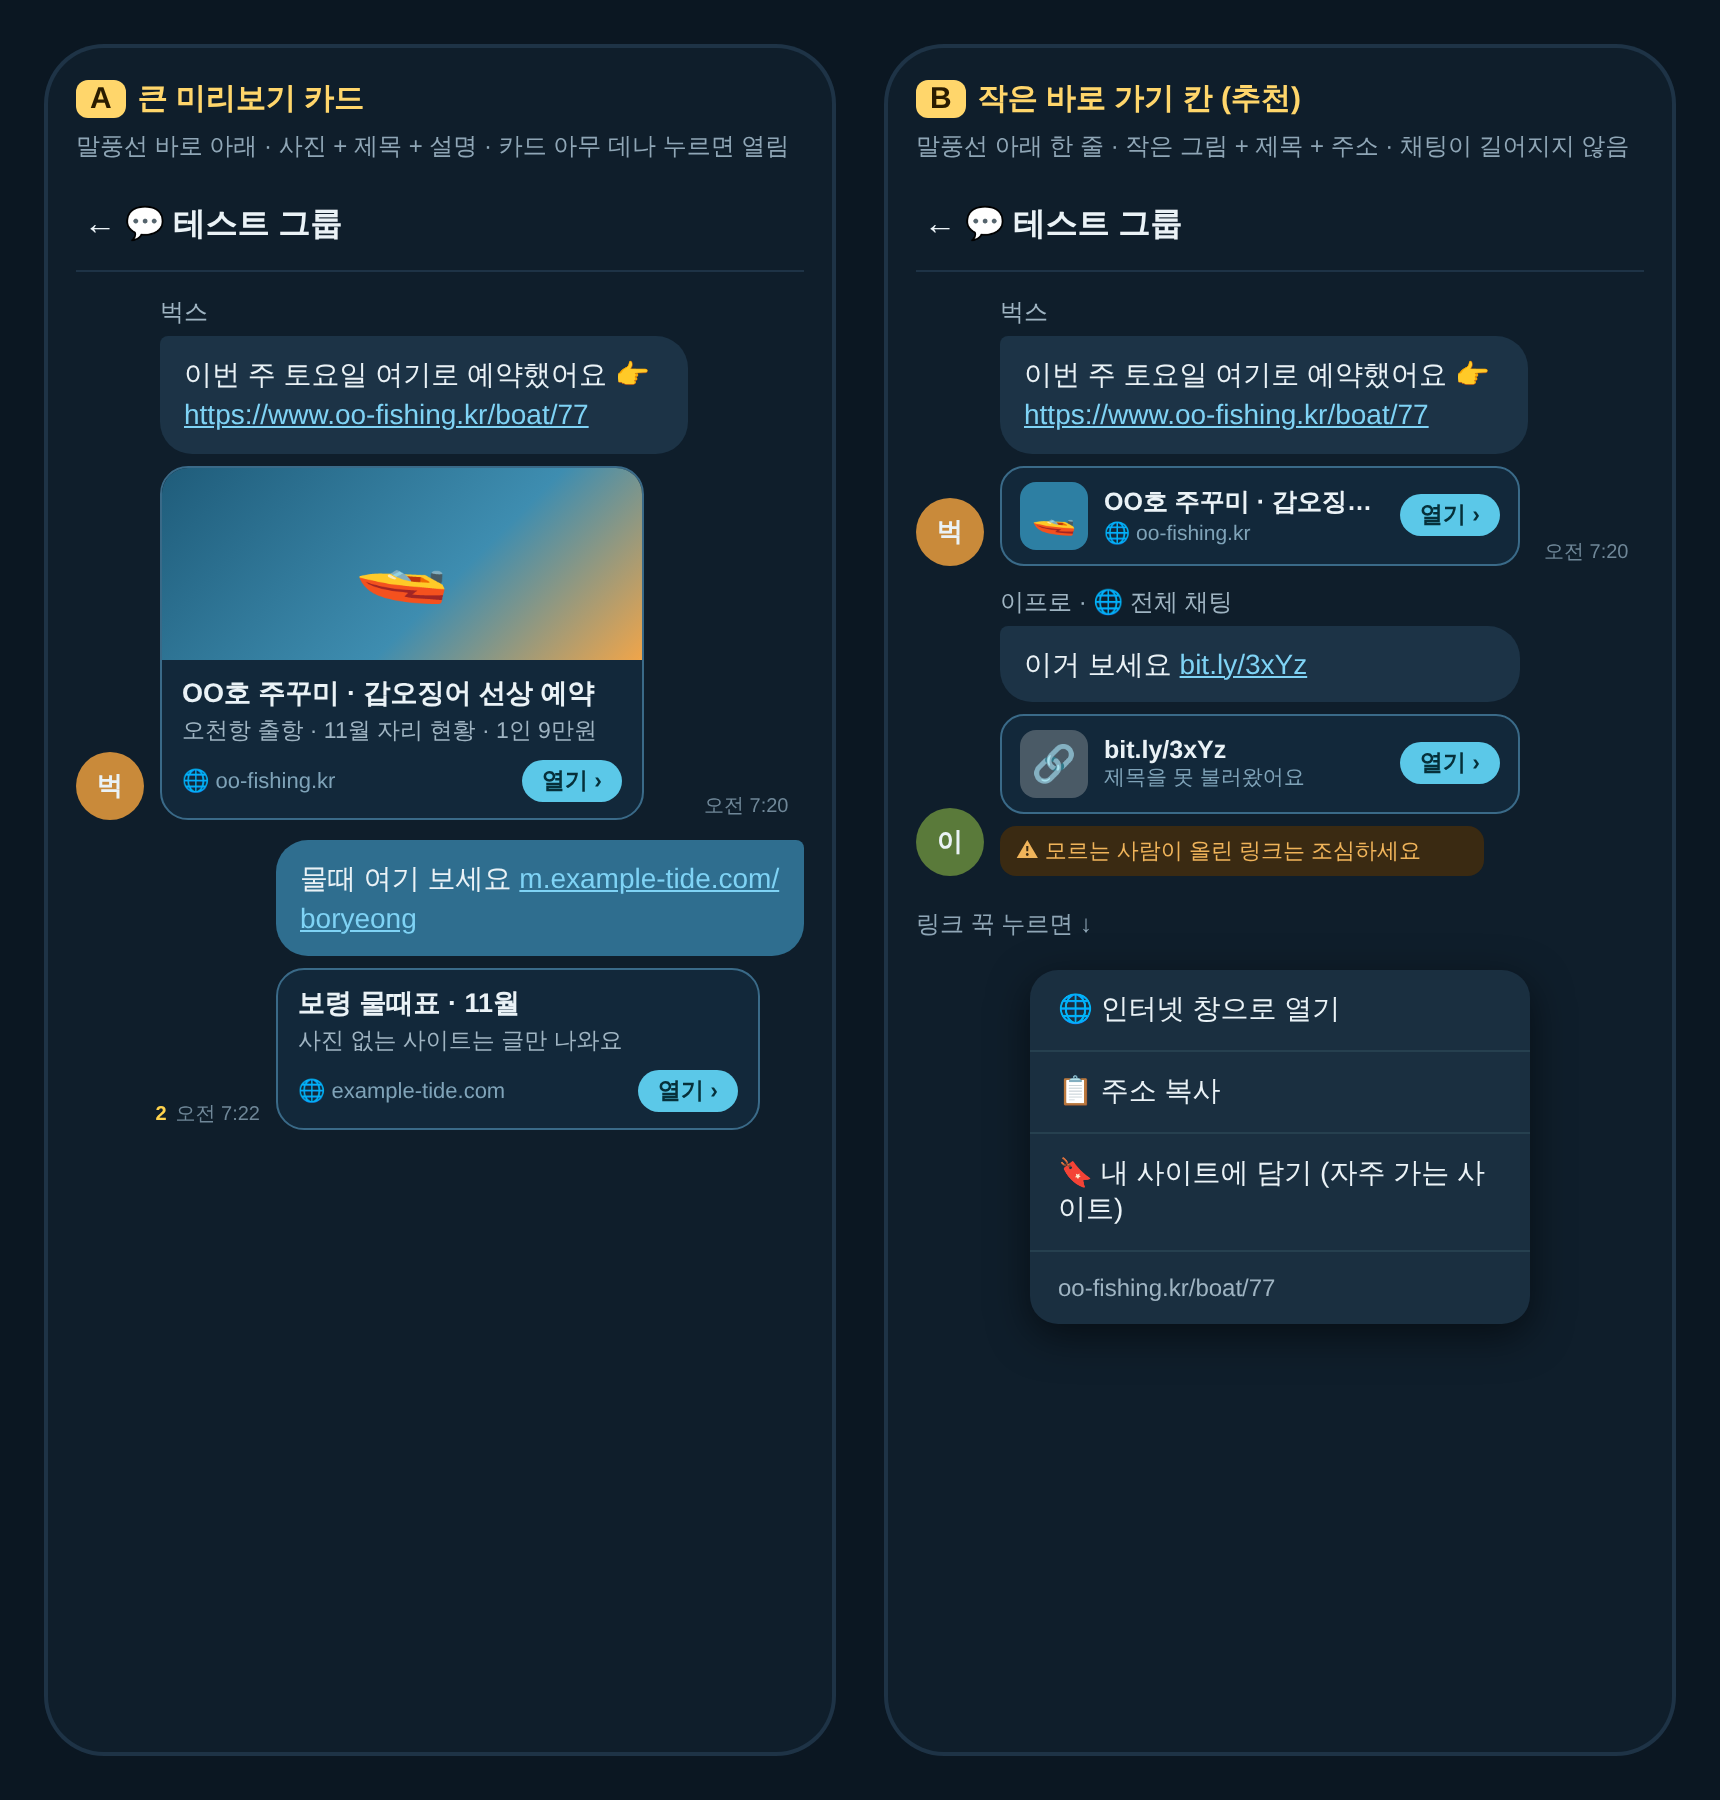 A 큰 미리보기 카드
말풍선 바로 아래 · 사진 + 제목 + 설명 · 카드 아무 데나 누르면 열림
← 💬 테스트 그룹
벅스
이번 주 토요일 여기로 예약했어요 👉
https://www.oo-fishing.kr/boat/77
OO호 주꾸미 · 갑오징어 선상 예약
오천항 출항 · 11월 자리 현황 · 1인 9만원
벅
🌐 oo-fishing.kr
열기 ›
오전 7:20
물때 여기 보세요 m.example-tide.com/
boryeong
보령 물때표 · 11월
사진 없는 사이트는 글만 나와요
🌐 example-tide.com
열기 ›
2 오전 7:22
B 작은 바로 가기 칸 (추천)
말풍선 아래 한 줄 · 작은 그림 + 제목 + 주소 · 채팅이 길어지지 않음
← 💬 테스트 그룹
벅스
이번 주 토요일 여기로 예약했어요 👉
https://www.oo-fishing.kr/boat/77
벅
OO호 주꾸미 · 갑오징...
🌐 oo-fishing.kr
열기 ›
오전 7:20
이프로 · 🌐 전체 채팅
이거 보세요 bit.ly/3xYz
bit.ly/3xYz
제목을 못 불러왔어요
열기 ›
이
⚠ 모르는 사람이 올린 링크는 조심하세요
링크 꾹 누르면 ↓
🌐 인터넷 창으로 열기
📋 주소 복사
🔖 내 사이트에 담기 (자주 가는 사
이트)
oo-fishing.kr/boat/77